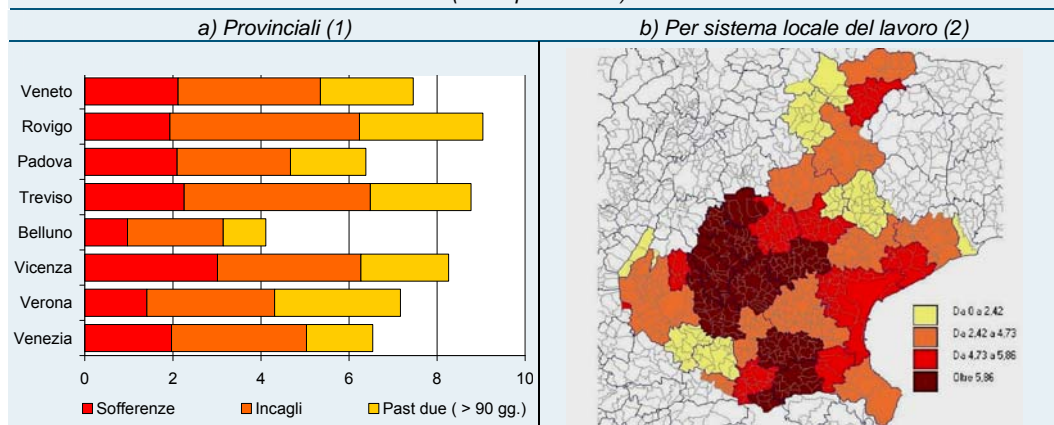 a) Provinciali (1)
b) Per sistema locale del lavoro (2)
Veneto
Rovigo
Padova
Treviso
Belluno
Vicenza
Verona
Venezia
0 2 4 6 8 10
Sofferenze Incagli Past due ( > 90 gg.)
Da 0 a 2,42
Da 2,42 a 4,73
Da 4,73 a 5,86
Oltre 5,86